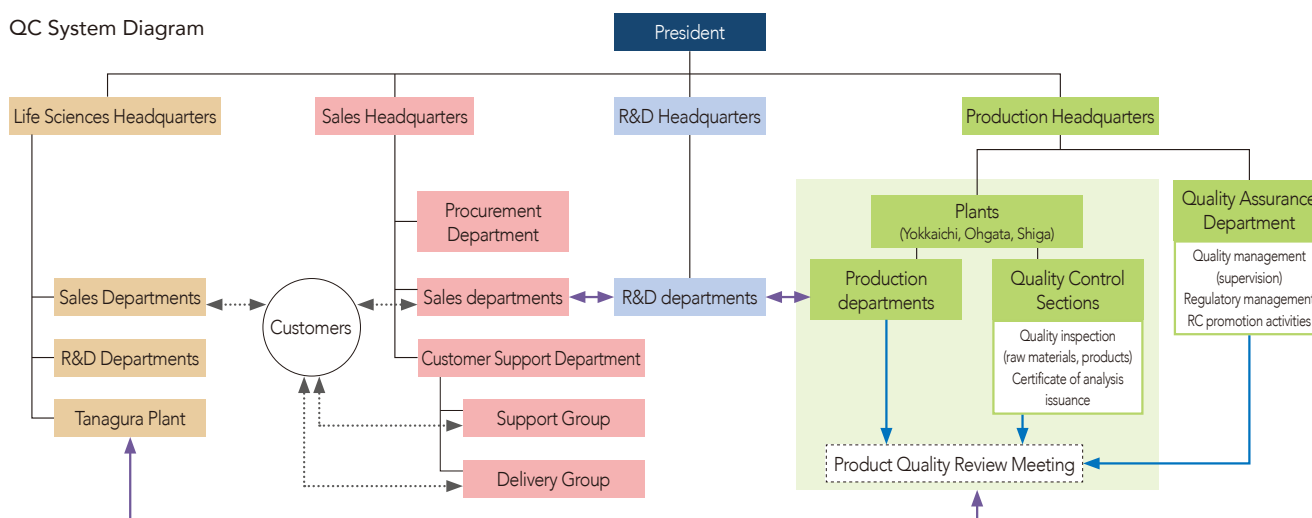 QC System Diagram
President
Life Sciences Headquarters
Sales Headquarters
R&D Headquarters
Production Headquarters
Procurement
Department
Plants
(Yokkaichi, Ohgata, Shiga)
Quality Assurance
Department
Quality management
(supervision)
Regulatory management
RC promotion activities
Sales Departments
Customers
Sales departments
R&D departments
Production
departments
Quality Control
Sections
Quality inspection
(raw materials, products)
Certificate of analysis
issuance
R&D Departments
Customer Support Department
Tanagura Plant
Support Group
Delivery Group
Product Quality Review Meeting